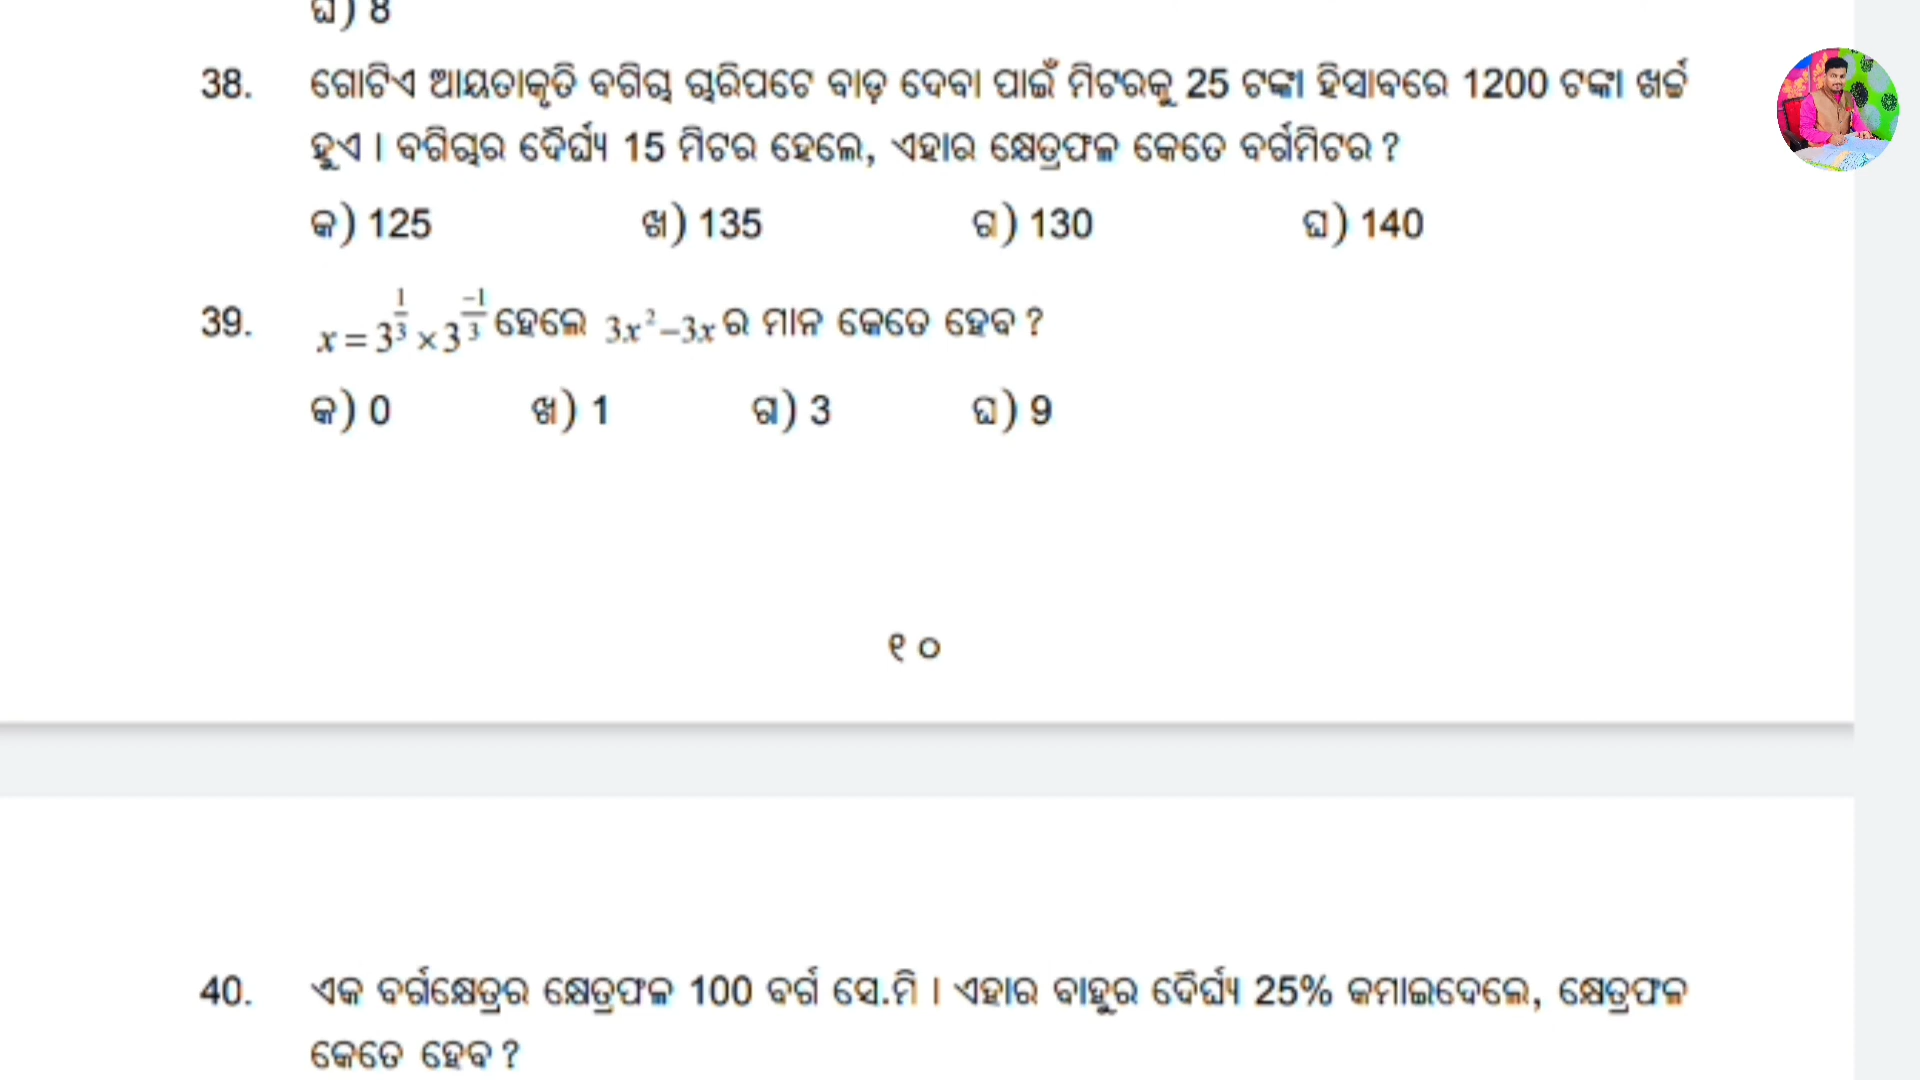 ଘ) 8
38. ଗୋଟିଏ ଆୟତାକୃତି ବଗିଚା ଚାରିପଟେ ବାଡ଼ ଦେବା ପାଇଁ ମିଟରକୁ 25 ଟଙ୍କା ହିସାବରେ 1200 ଟଙ୍କା ଖର୍ଚ୍ଚ
ହୁଏ । ବଗିଚାର ଦୈର୍ଘ୍ୟ 15 ମିଟର ହେଲେ, ଏହାର କ୍ଷେତ୍ରଫଳ କେତେ ବର୍ଗମିଟର ?
କ) 125 ଖ) 135 ଗ) 130 ଘ) 140
39. x = 3^{1/3} × 3^{-1/3} ହେଲେ 3x² – 3x ର ମାନ କେତେ ହେବ ?
କ) 0 ଖ) 1 ଗ) 3 ଘ) 9
୧୦
40. ଏକ ବର୍ଗକ୍ଷେତ୍ରର କ୍ଷେତ୍ରଫଳ 100 ବର୍ଗ ସେ.ମି । ଏହାର ବାହୁର ଦୈର୍ଘ୍ୟ 25% କମାଇଦେଲେ, କ୍ଷେତ୍ରଫଳ
କେତେ ହେବ ?